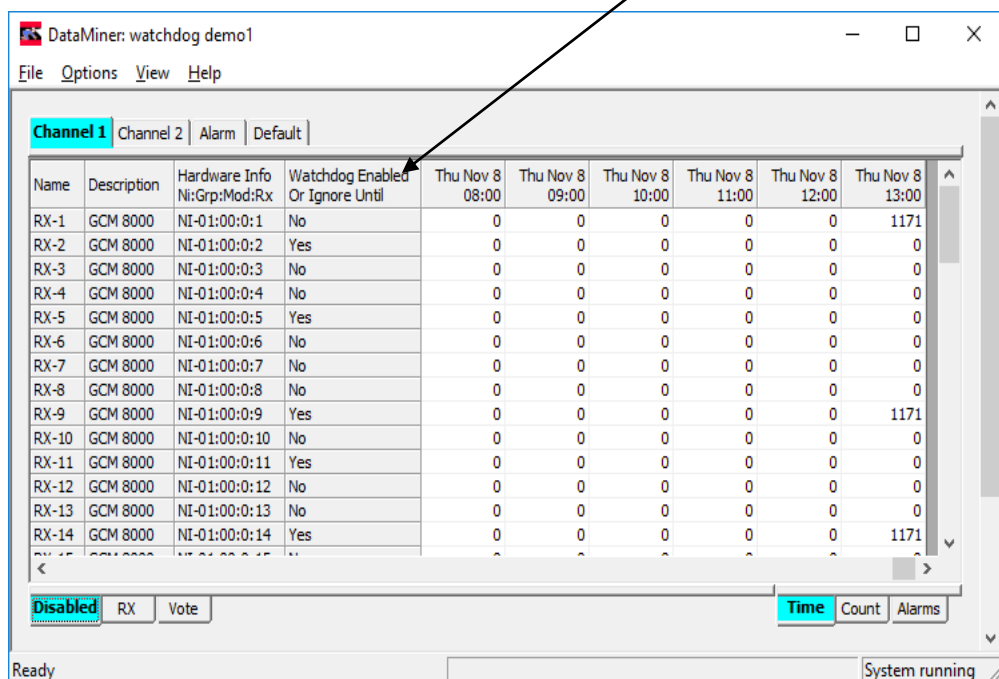 DataMiner: watchdog demo1
File Options View Help
Channel 1 Channel 2 Alarm Default
Name Description Hardware Info Ni:Grp:Mod:Rx Watchdog Enabled Or Ignore Until Thu Nov 8 08:00 Thu Nov 8 09:00 Thu Nov 8 10:00 Thu Nov 8 11:00 Thu Nov 8 12:00 Thu Nov 8 13:00
RX-1 GCM 8000 NI-01:00:0:1 No 0 0 0 0 0 1171
RX-2 GCM 8000 NI-01:00:0:2 Yes 0 0 0 0 0 0
RX-3 GCM 8000 NI-01:00:0:3 No 0 0 0 0 0 0
RX-4 GCM 8000 NI-01:00:0:4 No 0 0 0 0 0 0
RX-5 GCM 8000 NI-01:00:0:5 Yes 0 0 0 0 0 0
RX-6 GCM 8000 NI-01:00:0:6 No 0 0 0 0 0 0
RX-7 GCM 8000 NI-01:00:0:7 No 0 0 0 0 0 0
RX-8 GCM 8000 NI-01:00:0:8 No 0 0 0 0 0 0
RX-9 GCM 8000 NI-01:00:0:9 Yes 0 0 0 0 0 1171
RX-10 GCM 8000 NI-01:00:0:10 No 0 0 0 0 0 0
RX-11 GCM 8000 NI-01:00:0:11 Yes 0 0 0 0 0 0
RX-12 GCM 8000 NI-01:00:0:12 No 0 0 0 0 0 0
RX-13 GCM 8000 NI-01:00:0:13 No 0 0 0 0 0 0
RX-14 GCM 8000 NI-01:00:0:14 Yes 0 0 0 0 0 1171
Disabled RX Vote Time Count Alarms
Ready System running